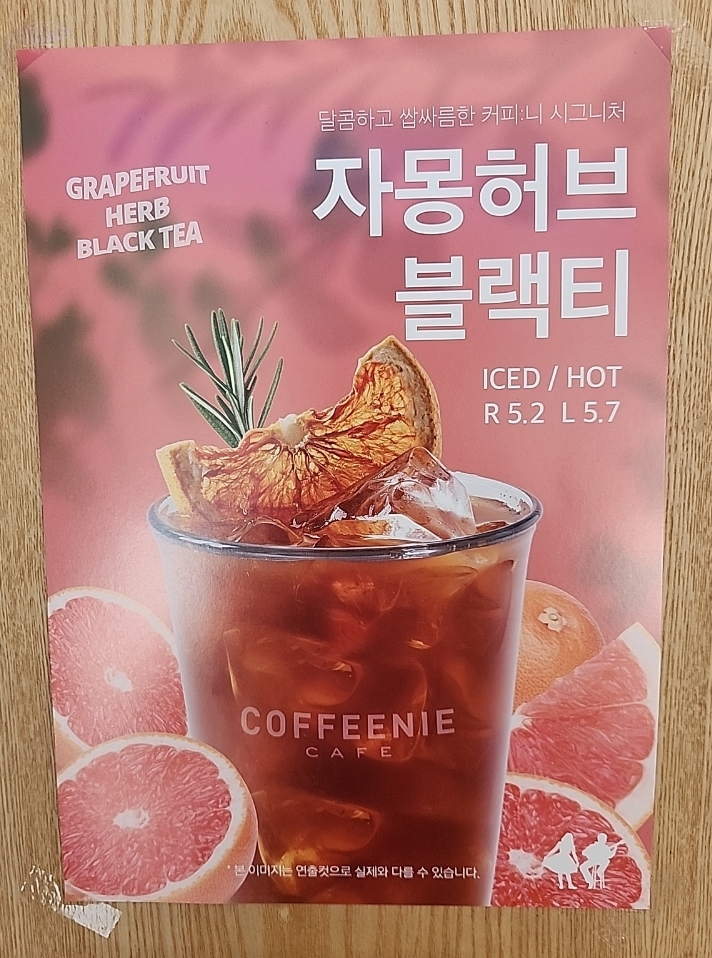 달콤하고 쌉싸름한 커피:니 시그니처
GRAPEFRUIT
HERB
BLACK TEA
자몽허브
블랙티
ICED / HOT
R 5.2 L 5.7
COFFEENIE
CAFE
* 본 이미지는 연출컷으로 실제와 다를 수 있습니다.